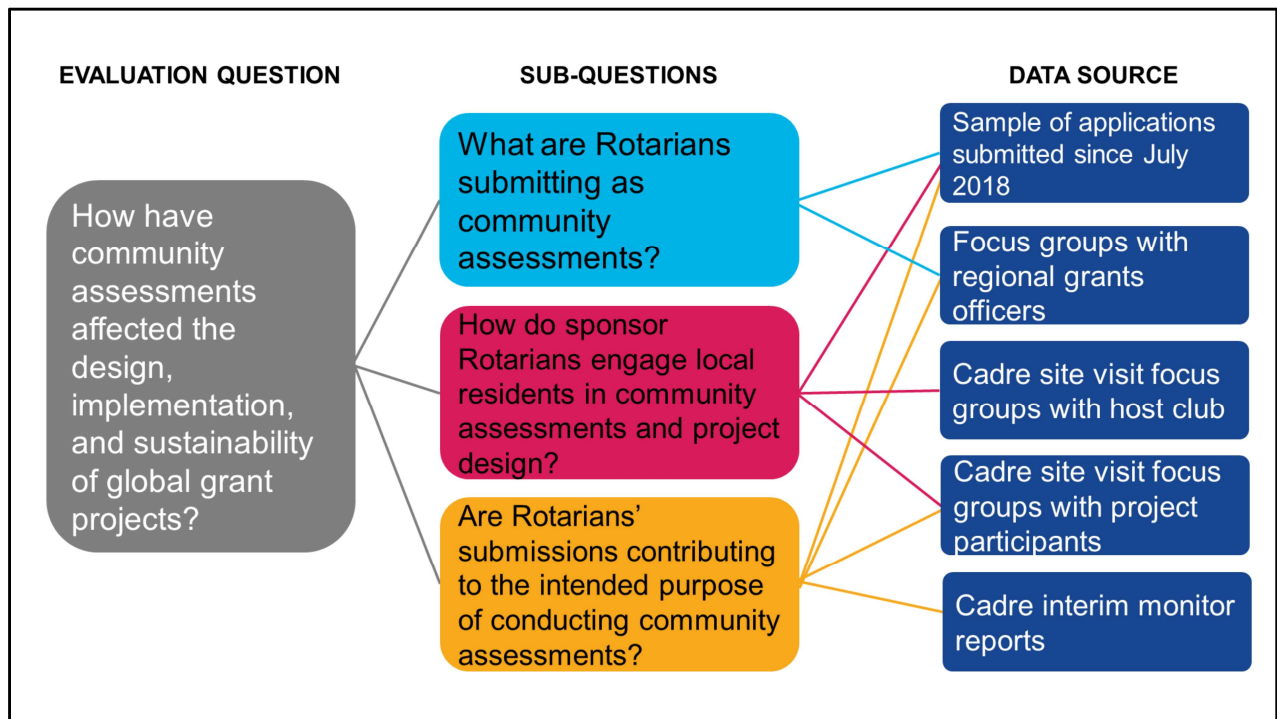 EVALUATION QUESTION
SUB-QUESTIONS
DATA SOURCE
How have
community
assessments
affected the
design,
implementation,
and sustainability
of global grant
projects?
What are Rotarians
submitting as
community
assessments?
How do sponsor
Rotarians engage local
residents in community
assessments and project
design?
Are Rotarians’
submissions contributing
to the intended purpose
of conducting community
assessments?
Sample of applications
submitted since July
2018
Focus groups with
regional grants
officers
Cadre site visit focus
groups with host club
Cadre site visit focus
groups with project
participants
Cadre interim monitor
reports